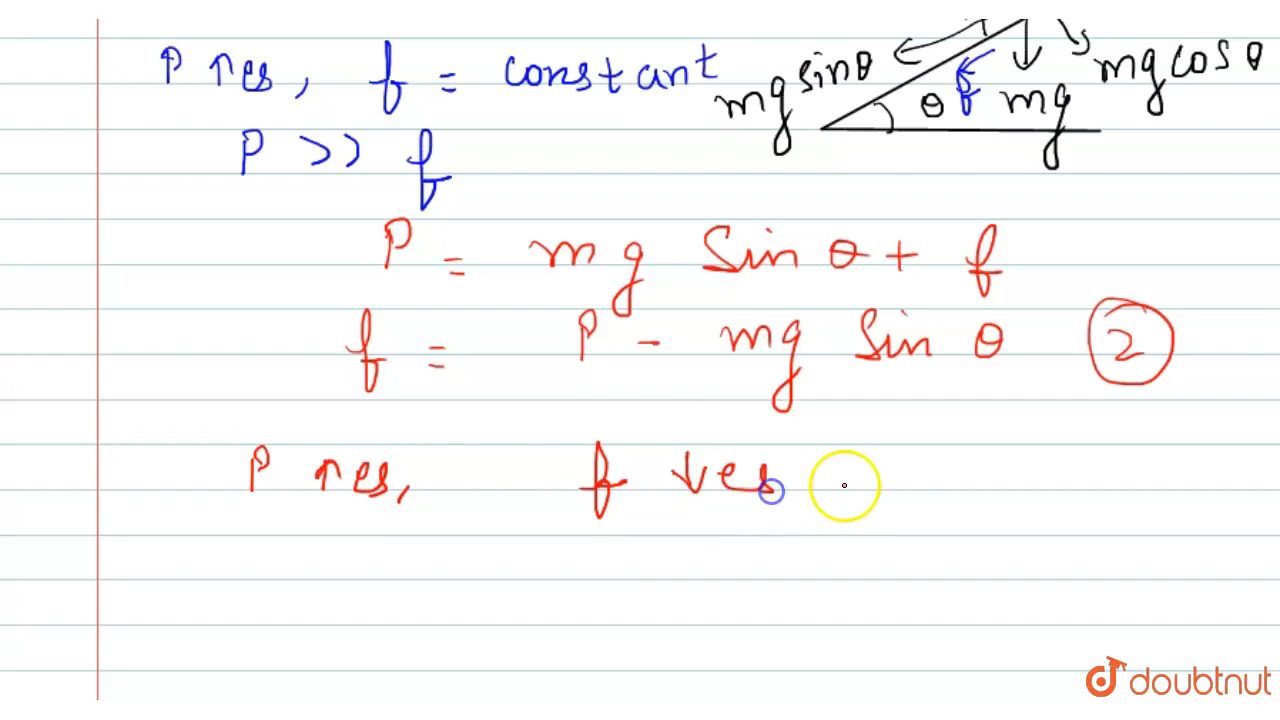 P ↑es, f = constant
mg sinθ
mg cosθ
θ f mg
P >> f
P = mg Sin θ + f
f = P - mg Sin θ (2)
P ↑es, f ↓es
doubtnut